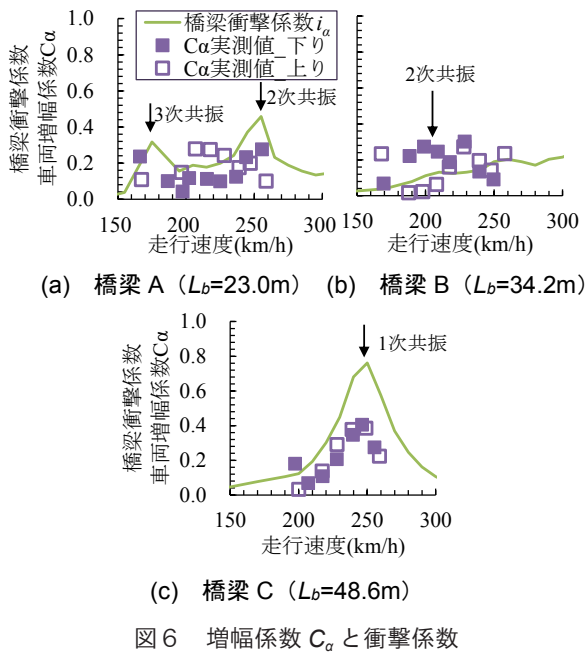 橋梁衝撃係数iα
Cα実測値_下り
Cα実測値_上り
橋梁衝撃係数
車両増幅係数Cα
1.0
0.8
0.6
0.4
0.2
0.0
3次共振
2次共振
150 200 250 300
走行速度(km/h)
(a) 橋梁 A（Lb=23.0m）
2次共振
150 200 250 300
走行速度(km/h)
(b) 橋梁 B（Lb=34.2m）
橋梁衝撃係数
車両増幅係数Cα
1.0
0.8
0.6
0.4
0.2
0.0
1次共振
150 200 250 300
走行速度(km/h)
(c) 橋梁 C（Lb=48.6m）
図６ 増幅係数 Cα と衝撃係数